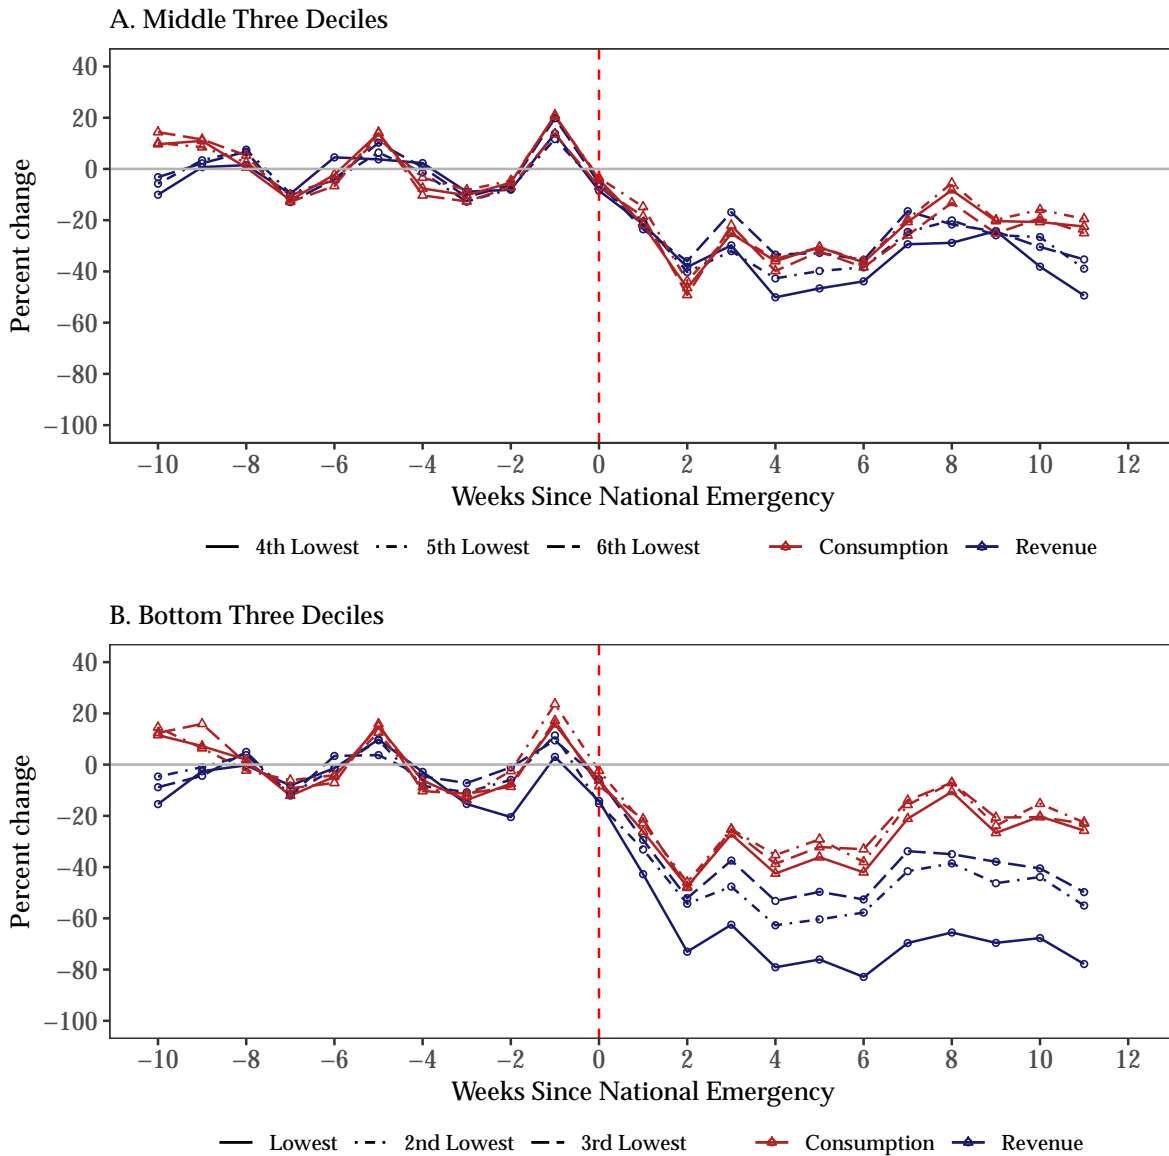 A. Middle Three Deciles
40
20
0
−20
−40
−60
−80
−100
Percent change
−10 −8 −6 −4 −2 0 2 4 6 8 10 12
Weeks Since National Emergency
4th Lowest 5th Lowest 6th Lowest Consumption Revenue
B. Bottom Three Deciles
40
20
0
−20
−40
−60
−80
−100
Percent change
−10 −8 −6 −4 −2 0 2 4 6 8 10 12
Weeks Since National Emergency
Lowest 2nd Lowest 3rd Lowest Consumption Revenue